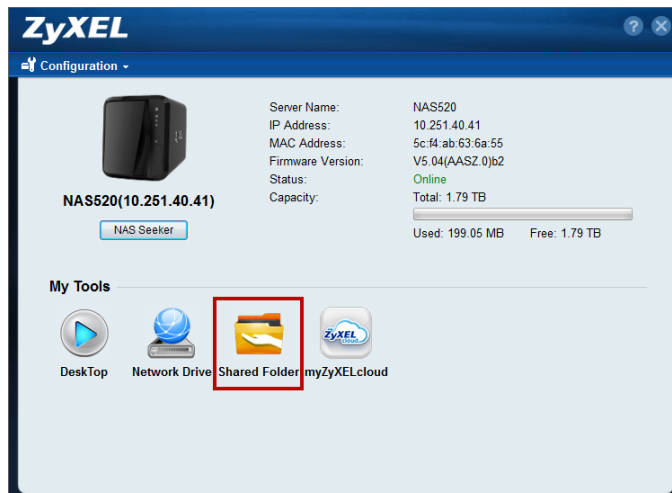 ZyXEL
Configuration
Server Name: NAS520
IP Address: 10.251.40.41
MAC Address: 5c:f4:ab:63:6a:55
Firmware Version: V5.04(AASZ.0)b2
Status: Online
Capacity: Total: 1.79 TB
Used: 199.05 MB Free: 1.79 TB
NAS520(10.251.40.41)
NAS Seeker
My Tools
ZyXEL
cloud
DeskTop Network Drive Shared Folder myZyXELcloud